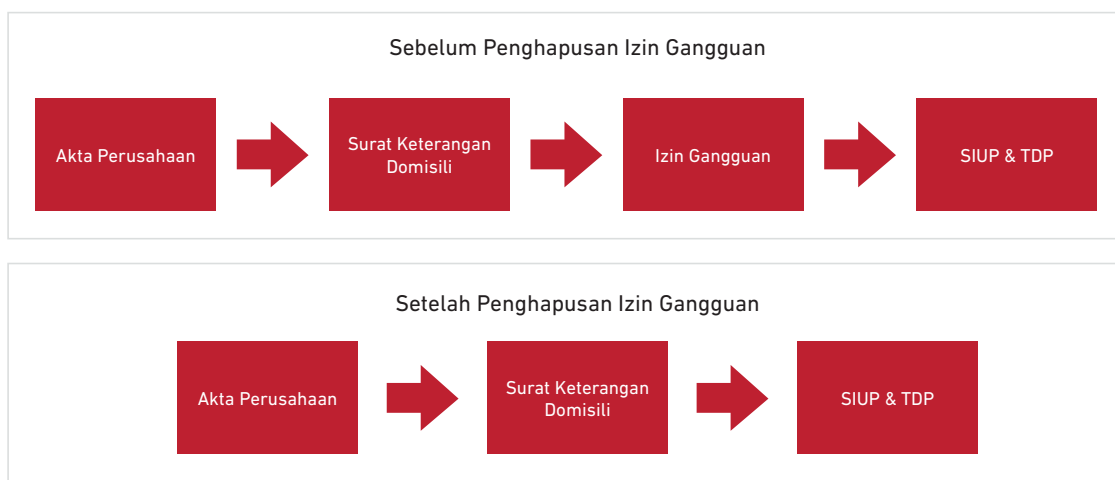 Sebelum Penghapusan Izin Gangguan
Akta Perusahaan
Surat Keterangan
Domisili
Izin Gangguan
SIUP & TDP
Setelah Penghapusan Izin Gangguan
Akta Perusahaan
Surat Keterangan
Domisili
SIUP & TDP